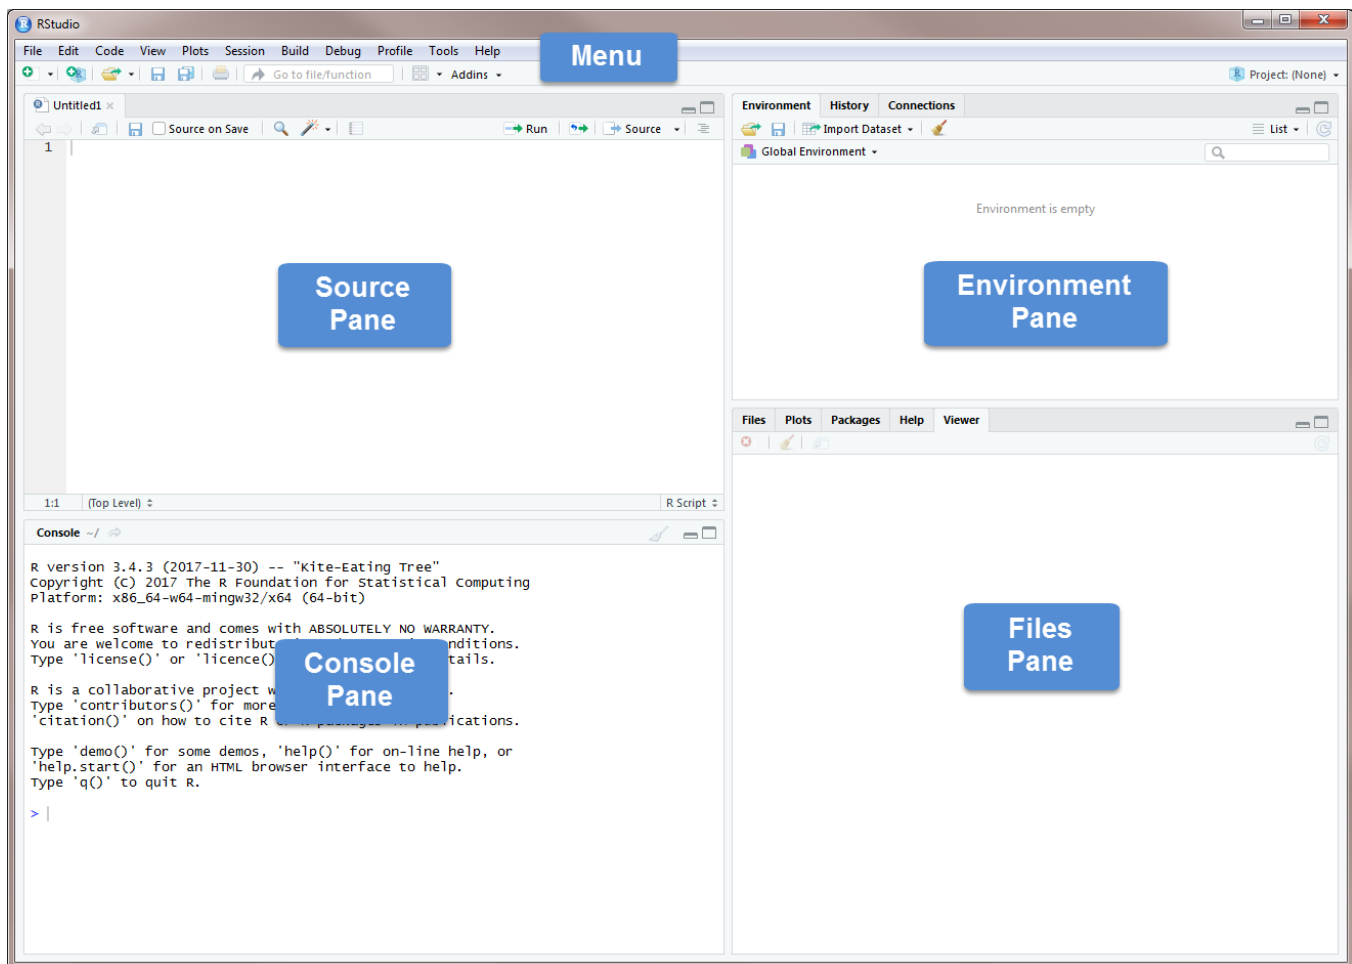 RStudio
File Edit Code View Plots Session Build Debug Profile Tools Help
Menu
Go to file/function
Addins
Project: (None)
Untitled1
Source on Save
Run
Source
1
Source
Pane
1:1 (Top Level)
R Script
Environment History Connections
Import Dataset
List
Global Environment
Environment is empty
Environment
Pane
Console ~/
R version 3.4.3 (2017-11-30) -- "Kite-Eating Tree"
Copyright (C) 2017 The R Foundation for Statistical Computing
Platform: x86_64-w64-mingw32/x64 (64-bit)
R is free software and comes with ABSOLUTELY NO WARRANTY.
You are welcome to redistribut
Type 'license()' or 'licence() tails.
R is a collaborative project w .
Type 'contributors()' for more
'citation()' on how to cite R
Type 'demo()' for some demos, 'help()' for on-line help, or
'help.start()' for an HTML browser interface to help.
Type 'q()' to quit R.
>
Console
Pane
Files Plots Packages Help Viewer
Files
Pane